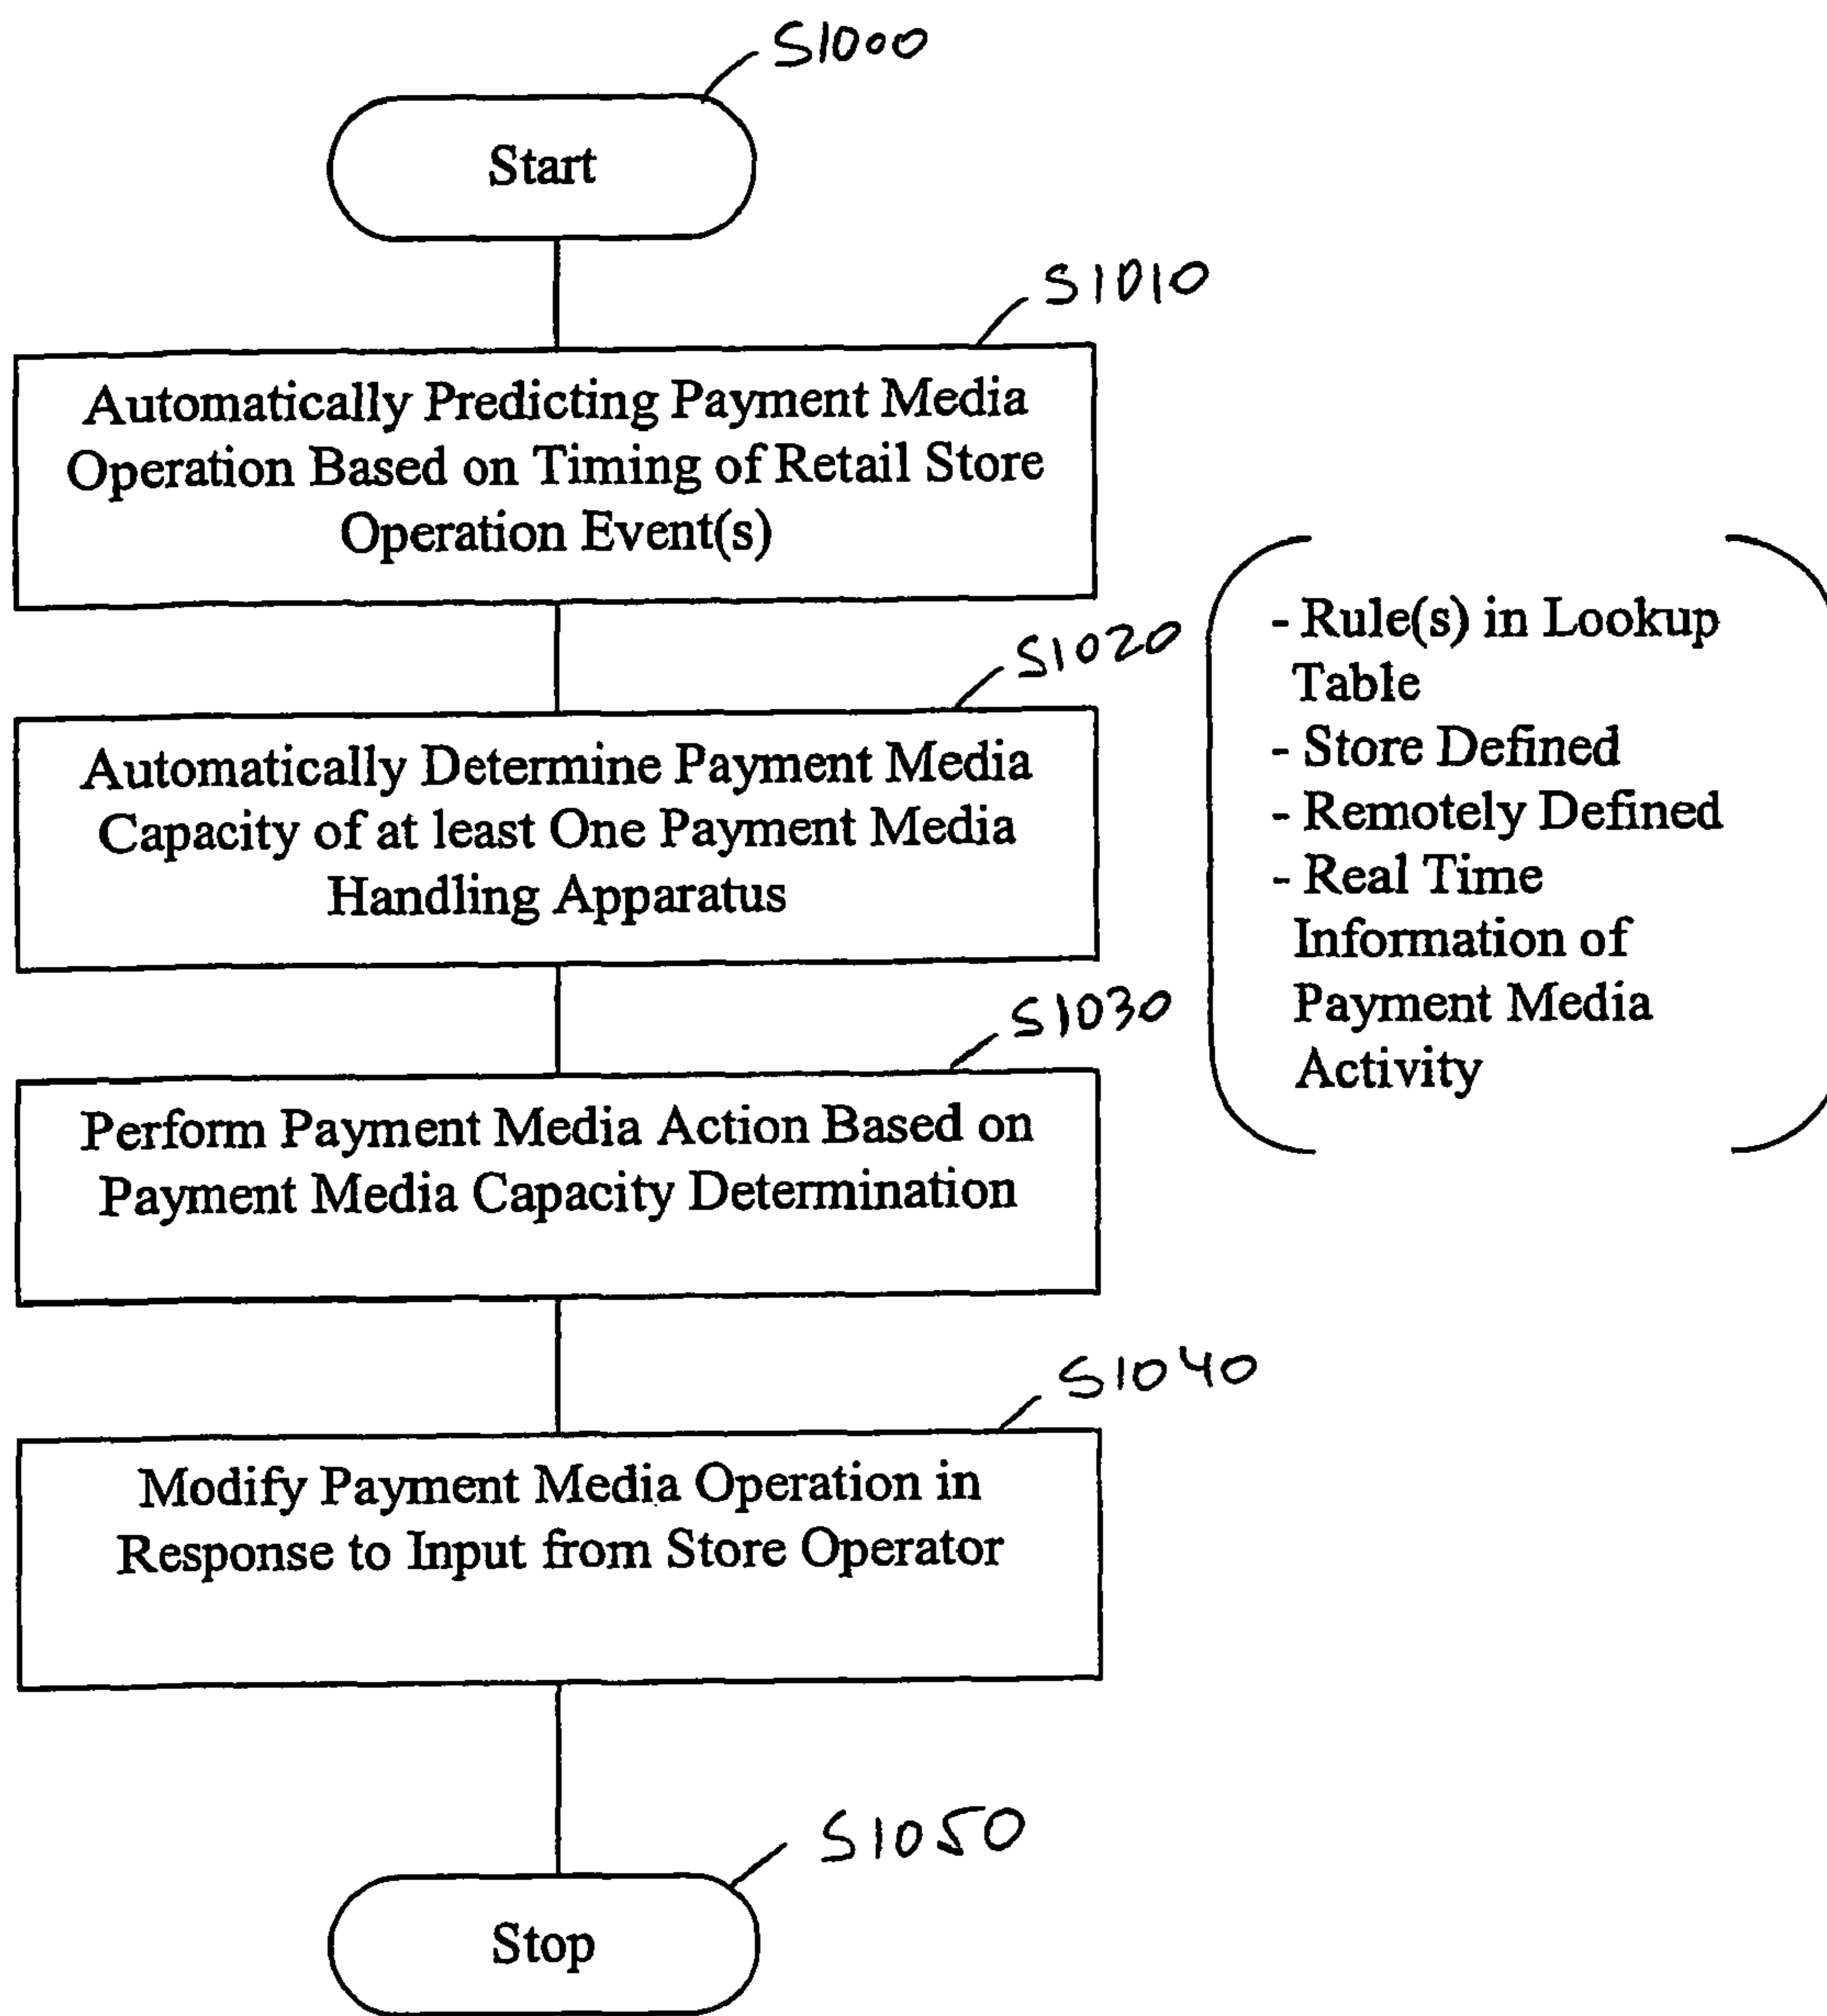 S1000
Start
S1010
Automatically Predicting Payment Media
Operation Based on Timing of Retail Store
Operation Event(s)
S1020
Automatically Determine Payment Media
Capacity of at least One Payment Media
Handling Apparatus
- Rule(s) in Lookup
Table
- Store Defined
- Remotely Defined
- Real Time
Information of
Payment Media
Activity
S1030
Perform Payment Media Action Based on
Payment Media Capacity Determination
S1040
Modify Payment Media Operation in
Response to Input from Store Operator
S1050
Stop